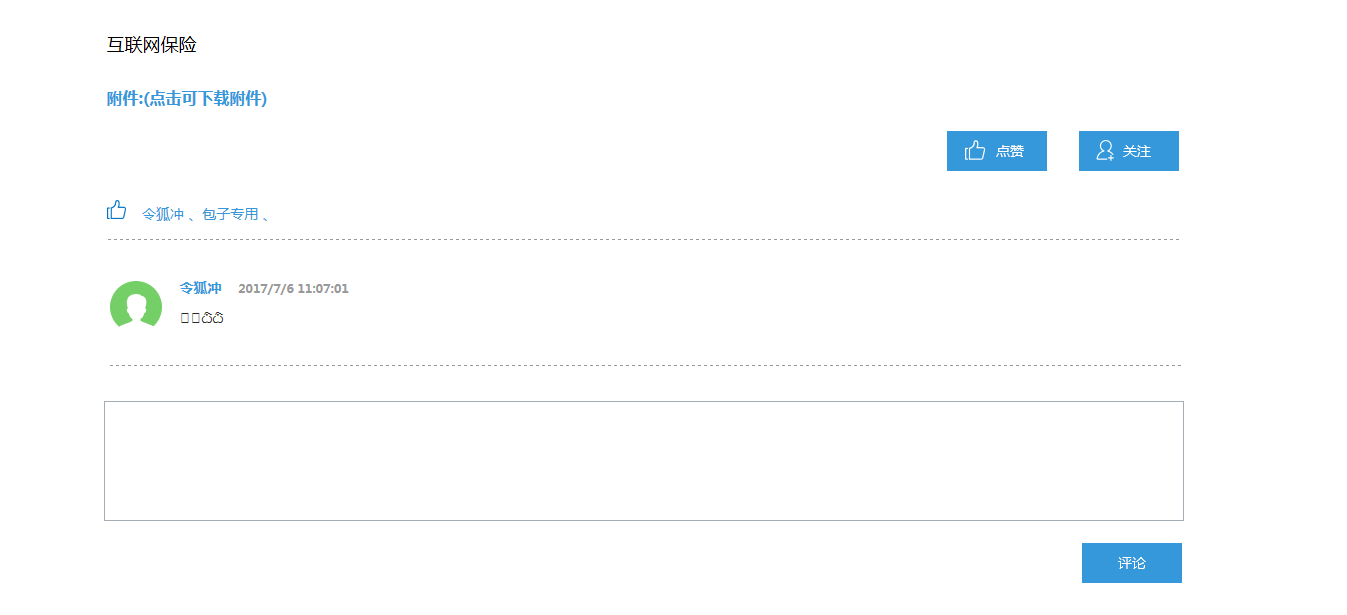 互联网保险
附件:(点击可下载附件)
点赞 关注
令狐冲 、包子专用 、
令狐冲 2017/7/6 11:07:01
评论